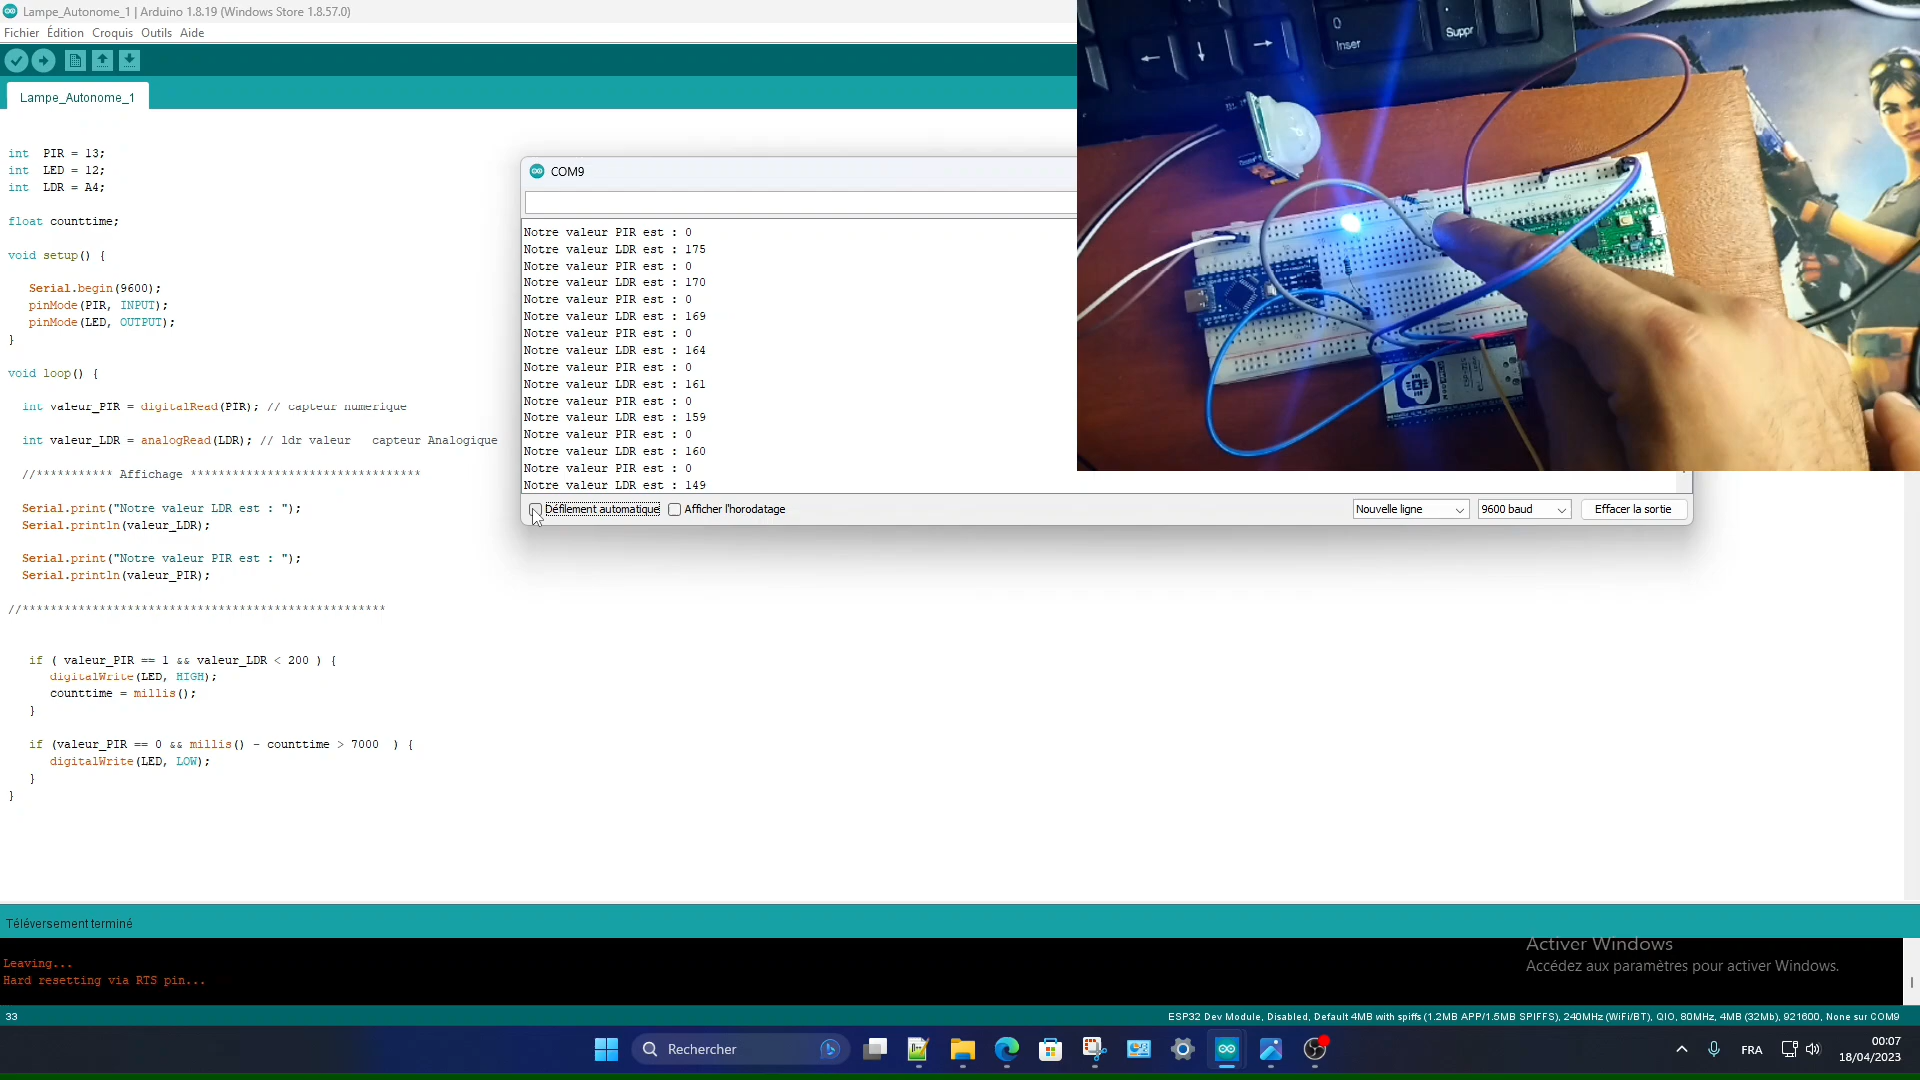 Lampe_Autonome_1 | Arduino 1.8.19 (Windows Store 1.8.57.0)
Fichier Édition Croquis Outils Aide
Lampe_Autonome_1
int PIR = 13;
int LED = 12;
int LDR = A4;
float counttime;
void setup() {
Serial.begin(9600);
pinMode(PIR, INPUT);
pinMode(LED, OUTPUT);
}
void loop() {
int valeur_PIR = digitalRead(PIR); // capteur numerique
int valeur_LDR = analogRead(LDR); // ldr valeur capteur Analogique
//*********** Affichage *********************************
Serial.print("Notre valeur LDR est : ");
Serial.println(valeur_LDR);
Serial.print("Notre valeur PIR est : ");
Serial.println(valeur_PIR);
//****************************************************
if ( valeur_PIR == 1 && valeur_LDR < 200 ) {
digitalWrite(LED, HIGH);
counttime = millis();
}
if (valeur_PIR == 0 && millis() - counttime > 7000 ) {
digitalWrite(LED, LOW);
}
}
COM9
Notre valeur PIR est : 0
Notre valeur LDR est : 175
Notre valeur PIR est : 0
Notre valeur LDR est : 170
Notre valeur PIR est : 0
Notre valeur LDR est : 169
Notre valeur PIR est : 0
Notre valeur LDR est : 164
Notre valeur PIR est : 0
Notre valeur LDR est : 161
Notre valeur PIR est : 0
Notre valeur LDR est : 159
Notre valeur PIR est : 0
Notre valeur LDR est : 160
Notre valeur PIR est : 0
Notre valeur LDR est : 149
Défilement automatique Afficher l'horodatage Nouvelle ligne 9600 baud Effacer la sortie
0
Inser
Suppr
Téléversement terminé
Leaving...
Hard resetting via RTS pin...
Activer Windows
Accédez aux paramètres pour activer Windows.
33
ESP32 Dev Module, Disabled, Default 4MB with spiffs (1.2MB APP/1.5MB SPIFFS), 240MHz (WiFi/BT), QIO, 80MHz, 4MB (32Mb), 921600, None sur COM9
Rechercher
FRA
00:07
18/04/2023